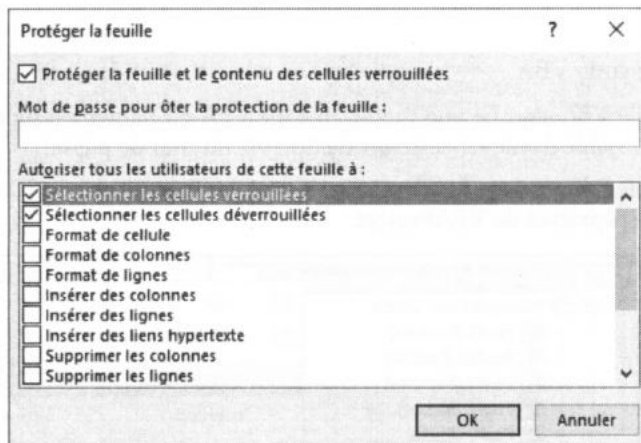 Protéger la feuille ? ×
Protéger la feuille et le contenu des cellules verrouillées
Mot de passe pour ôter la protection de la feuille :
Autoriser tous les utilisateurs de cette feuille à :
Sélectionner les cellules verrouillées
Sélectionner les cellules déverrouillées
Format de cellule
Format de colonnes
Format de lignes
Insérer des colonnes
Insérer des lignes
Insérer des liens hypertexte
Supprimer les colonnes
Supprimer les lignes
OK Annuler